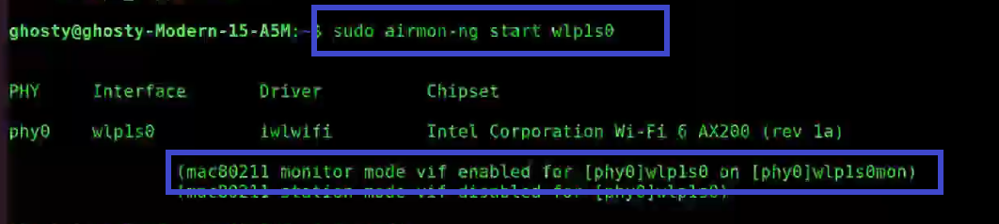 ghosty@ghosty-Modern-15-A5M:~$ sudo airmon-ng start wlp1s0
PHY Interface Driver Chipset
phy0 wlp1s0 iwlwifi Intel Corporation Wi-Fi 6 AX200 (rev 1a)
(mac80211 monitor mode vif enabled for [phy0]wlp1s0 on [phy0]wlp1s0mon)
(mac80211 station mode vif disabled for [phy0]wlp1s0)